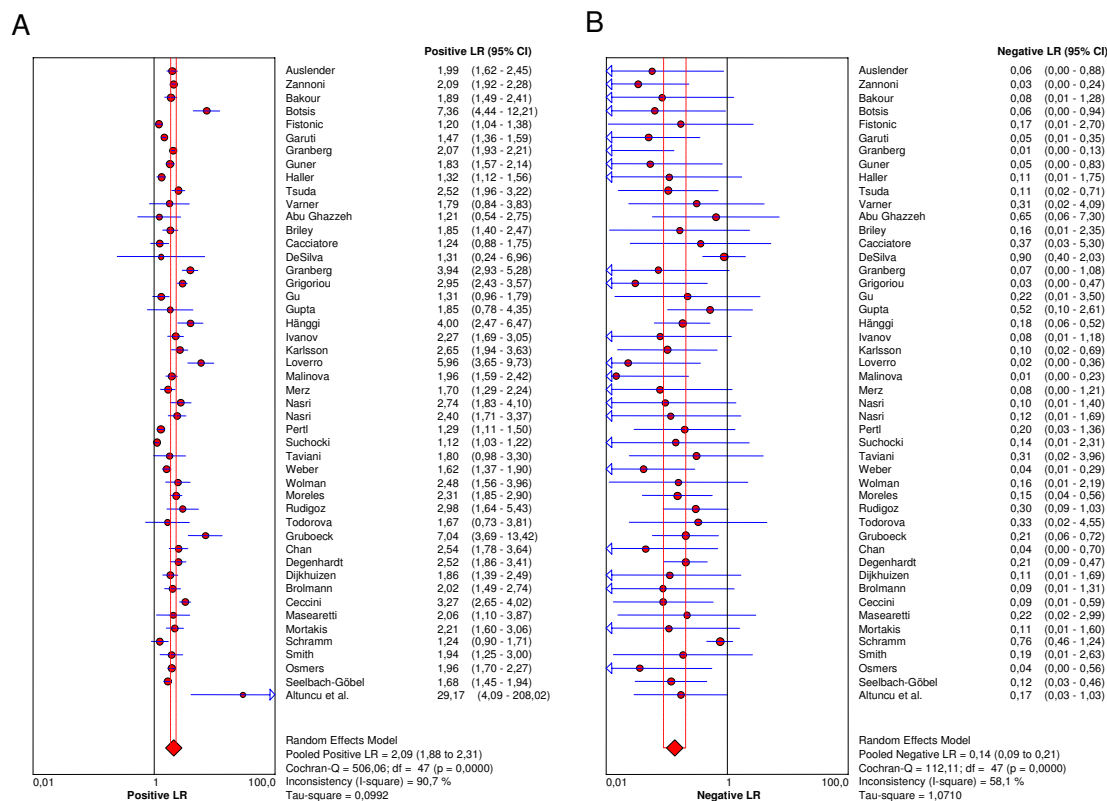 A
Positive LR (95% CI)
Auslender 1,99 (1,62 - 2,45)
Zannoni 2,09 (1,92 - 2,28)
Bakour 1,89 (1,49 - 2,41)
Botsis 7,36 (4,44 - 12,21)
Fistonic 1,20 (1,04 - 1,38)
Garuti 1,47 (1,36 - 1,59)
Granberg 2,07 (1,93 - 2,21)
Guner 1,83 (1,57 - 2,14)
Haller 1,32 (1,12 - 1,56)
Tsuda 2,52 (1,96 - 3,22)
Varner 1,79 (0,84 - 3,83)
Abu Ghazzeh 1,21 (0,54 - 2,75)
Briley 1,85 (1,40 - 2,47)
Cacciatore 1,24 (0,88 - 1,75)
DeSilva 1,31 (0,24 - 6,96)
Granberg 3,94 (2,93 - 5,28)
Grigoriou 2,95 (2,43 - 3,57)
Gu 1,31 (0,96 - 1,79)
Gupta 1,85 (0,78 - 4,35)
Hänggi 4,00 (2,47 - 6,47)
Ivanov 2,27 (1,69 - 3,05)
Karlsson 2,65 (1,94 - 3,63)
Loverro 5,96 (3,65 - 9,73)
Malinova 1,96 (1,59 - 2,42)
Merz 1,70 (1,29 - 2,24)
Nasri 2,74 (1,83 - 4,10)
Nasri 2,40 (1,71 - 3,37)
Pertl 1,29 (1,11 - 1,50)
Suchocki 1,12 (1,03 - 1,22)
Taviani 1,80 (0,98 - 3,30)
Weber 1,62 (1,37 - 1,90)
Wolman 2,48 (1,56 - 3,96)
Moreles 2,31 (1,85 - 2,90)
Rudigoz 2,98 (1,64 - 5,43)
Todorova 1,67 (0,73 - 3,81)
Gruboeck 7,04 (3,69 - 13,42)
Chan 2,54 (1,78 - 3,64)
Degenhardt 2,52 (1,86 - 3,41)
Dijkhuizen 1,86 (1,39 - 2,49)
Brolmann 2,02 (1,49 - 2,74)
Ceccini 3,27 (2,65 - 4,02)
Masearetti 2,06 (1,10 - 3,87)
Mortakis 2,21 (1,60 - 3,06)
Schramm 1,24 (0,90 - 1,71)
Smith 1,94 (1,25 - 3,00)
Osmers 1,96 (1,70 - 2,27)
Seelbach-Göbel 1,68 (1,45 - 1,94)
Altuncu et al. 29,17 (4,09 - 208,02)
Random Effects Model
Pooled Positive LR = 2,09 (1,88 to 2,31)
Cochran-Q = 506,06; df = 47 (p = 0,0000)
Inconsistency (I-square) = 90,7 %
Tau-square = 0,0992
0,01 1 100,0
Positive LR
B
Negative LR (95% CI)
Auslender 0,06 (0,00 - 0,88)
Zannoni 0,03 (0,00 - 0,24)
Bakour 0,08 (0,01 - 1,28)
Botsis 0,06 (0,00 - 0,94)
Fistonic 0,17 (0,01 - 2,70)
Garuti 0,05 (0,01 - 0,35)
Granberg 0,01 (0,00 - 0,13)
Guner 0,05 (0,00 - 0,83)
Haller 0,11 (0,01 - 1,75)
Tsuda 0,11 (0,02 - 0,71)
Varner 0,31 (0,02 - 4,09)
Abu Ghazzeh 0,65 (0,06 - 7,30)
Briley 0,16 (0,01 - 2,35)
Cacciatore 0,37 (0,03 - 5,30)
DeSilva 0,90 (0,40 - 2,03)
Granberg 0,07 (0,00 - 1,08)
Grigoriou 0,03 (0,00 - 0,47)
Gu 0,22 (0,01 - 3,50)
Gupta 0,52 (0,10 - 2,61)
Hänggi 0,18 (0,06 - 0,52)
Ivanov 0,08 (0,01 - 1,18)
Karlsson 0,10 (0,02 - 0,69)
Loverro 0,02 (0,00 - 0,36)
Malinova 0,01 (0,00 - 0,23)
Merz 0,08 (0,00 - 1,21)
Nasri 0,10 (0,01 - 1,40)
Nasri 0,12 (0,01 - 1,69)
Pertl 0,20 (0,03 - 1,36)
Suchocki 0,14 (0,01 - 2,31)
Taviani 0,31 (0,02 - 3,96)
Weber 0,04 (0,01 - 0,29)
Wolman 0,16 (0,01 - 2,19)
Moreles 0,15 (0,04 - 0,56)
Rudigoz 0,30 (0,09 - 1,03)
Todorova 0,33 (0,02 - 4,55)
Gruboeck 0,21 (0,06 - 0,72)
Chan 0,04 (0,00 - 0,70)
Degenhardt 0,21 (0,09 - 0,47)
Dijkhuizen 0,11 (0,01 - 1,69)
Brolmann 0,09 (0,01 - 1,31)
Ceccini 0,09 (0,01 - 0,59)
Masearetti 0,22 (0,02 - 2,99)
Mortakis 0,11 (0,01 - 1,60)
Schramm 0,76 (0,46 - 1,24)
Smith 0,19 (0,01 - 2,63)
Osmers 0,04 (0,00 - 0,56)
Seelbach-Göbel 0,12 (0,03 - 0,46)
Altuncu et al. 0,17 (0,03 - 1,03)
Random Effects Model
Pooled Negative LR = 0,14 (0,09 to 0,21)
Cochran-Q = 112,11; df = 47 (p = 0,0000)
Inconsistency (I-square) = 58,1 %
Tau-square = 1,0710
0,01 1 100,0
Negative LR